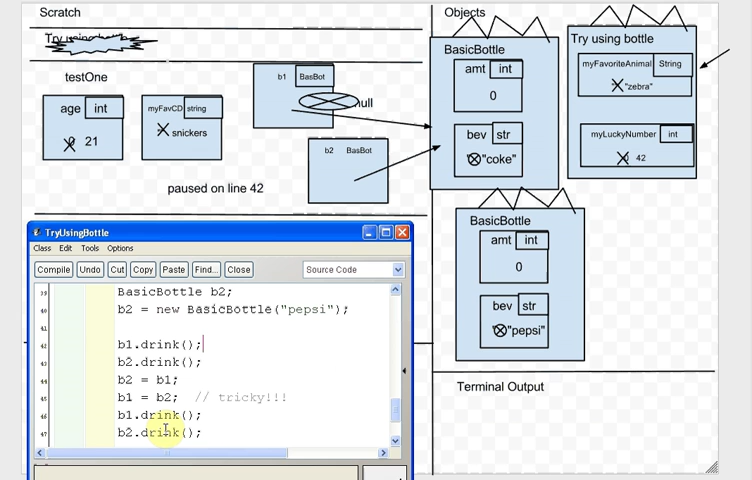 Scratch
Try using bottle
testOne
age int
0 21
myFavCD string
snickers
b1 BasBot
null
b2 BasBot
paused on line 42
Objects
BasicBottle
amt int
0
bev str
"coke"
Try using bottle
myFavoriteAnimal String
"zebra"
myLuckyNumber int
42
BasicBottle
amt int
0
bev str
"pepsi"
Terminal Output
TryUsingBottle
Class Edit Tools Options
Compile Undo Cut Copy Paste Find... Close Source Code
39 BasicBottle b2;
40 b2 = new BasicBottle("pepsi");
41
42 b1.drink();
43 b2.drink();
44 b2 = b1;
45 b1 = b2; // tricky!!!
46 b1.drink();
47 b2.drink();